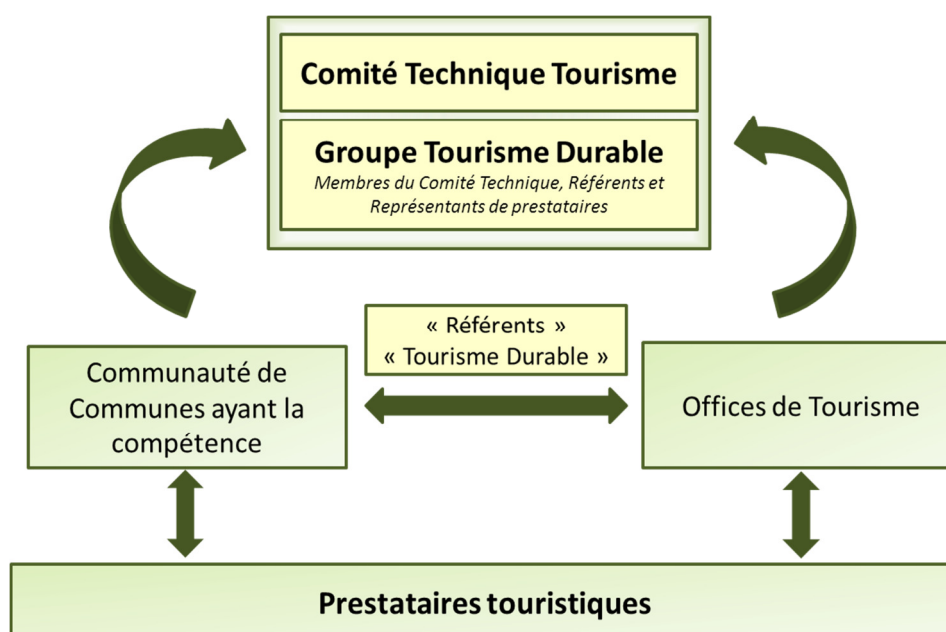 Comité Technique Tourisme
Groupe Tourisme Durable
Membres du Comité Technique, Référents et
Représentants de prestataires
« Référents »
« Tourisme Durable »
Communauté de
Communes ayant la
compétence
Offices de Tourisme
Prestataires touristiques